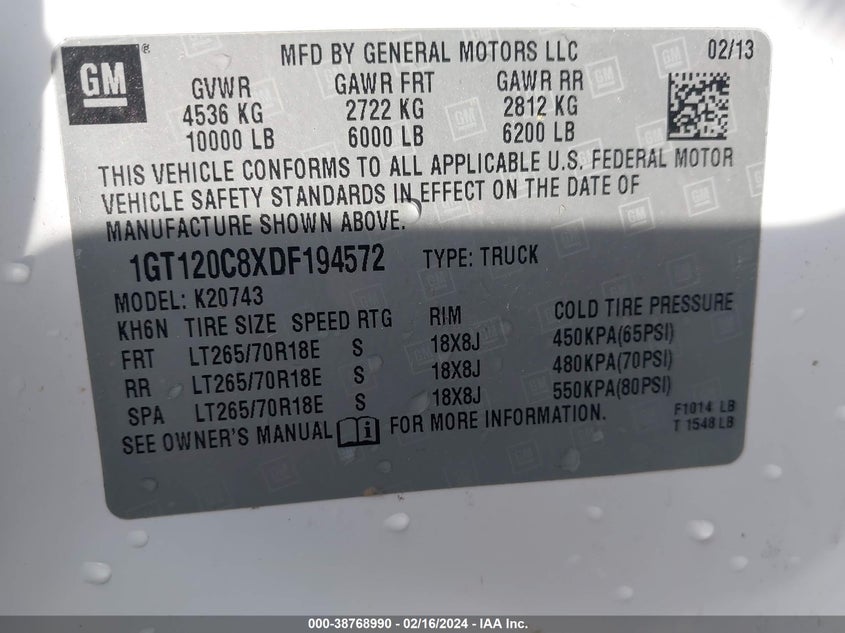 GM ®
MFD BY GENERAL MOTORS LLC 02/13
GVWR GAWR FRT GAWR RR
4536 KG 2722 KG 2812 KG
10000 LB 6000 LB 6200 LB
THIS VEHICLE CONFORMS TO ALL APPLICABLE U.S. FEDERAL MOTOR
VEHICLE SAFETY STANDARDS IN EFFECT ON THE DATE OF
MANUFACTURE SHOWN ABOVE.
1GT120C8XDF194572 TYPE: TRUCK
MODEL: K20743
KH6N TIRE SIZE SPEED RTG RIM COLD TIRE PRESSURE
FRT LT265/70R18E S 18X8J 450KPA(65PSI)
RR LT265/70R18E S 18X8J 480KPA(70PSI)
SPA LT265/70R18E S 18X8J 550KPA(80PSI)
SEE OWNER'S MANUAL i FOR MORE INFORMATION.
F1014 LB
T 1548 LB
000-38768990 - 02/16/2024 - IAA Inc.